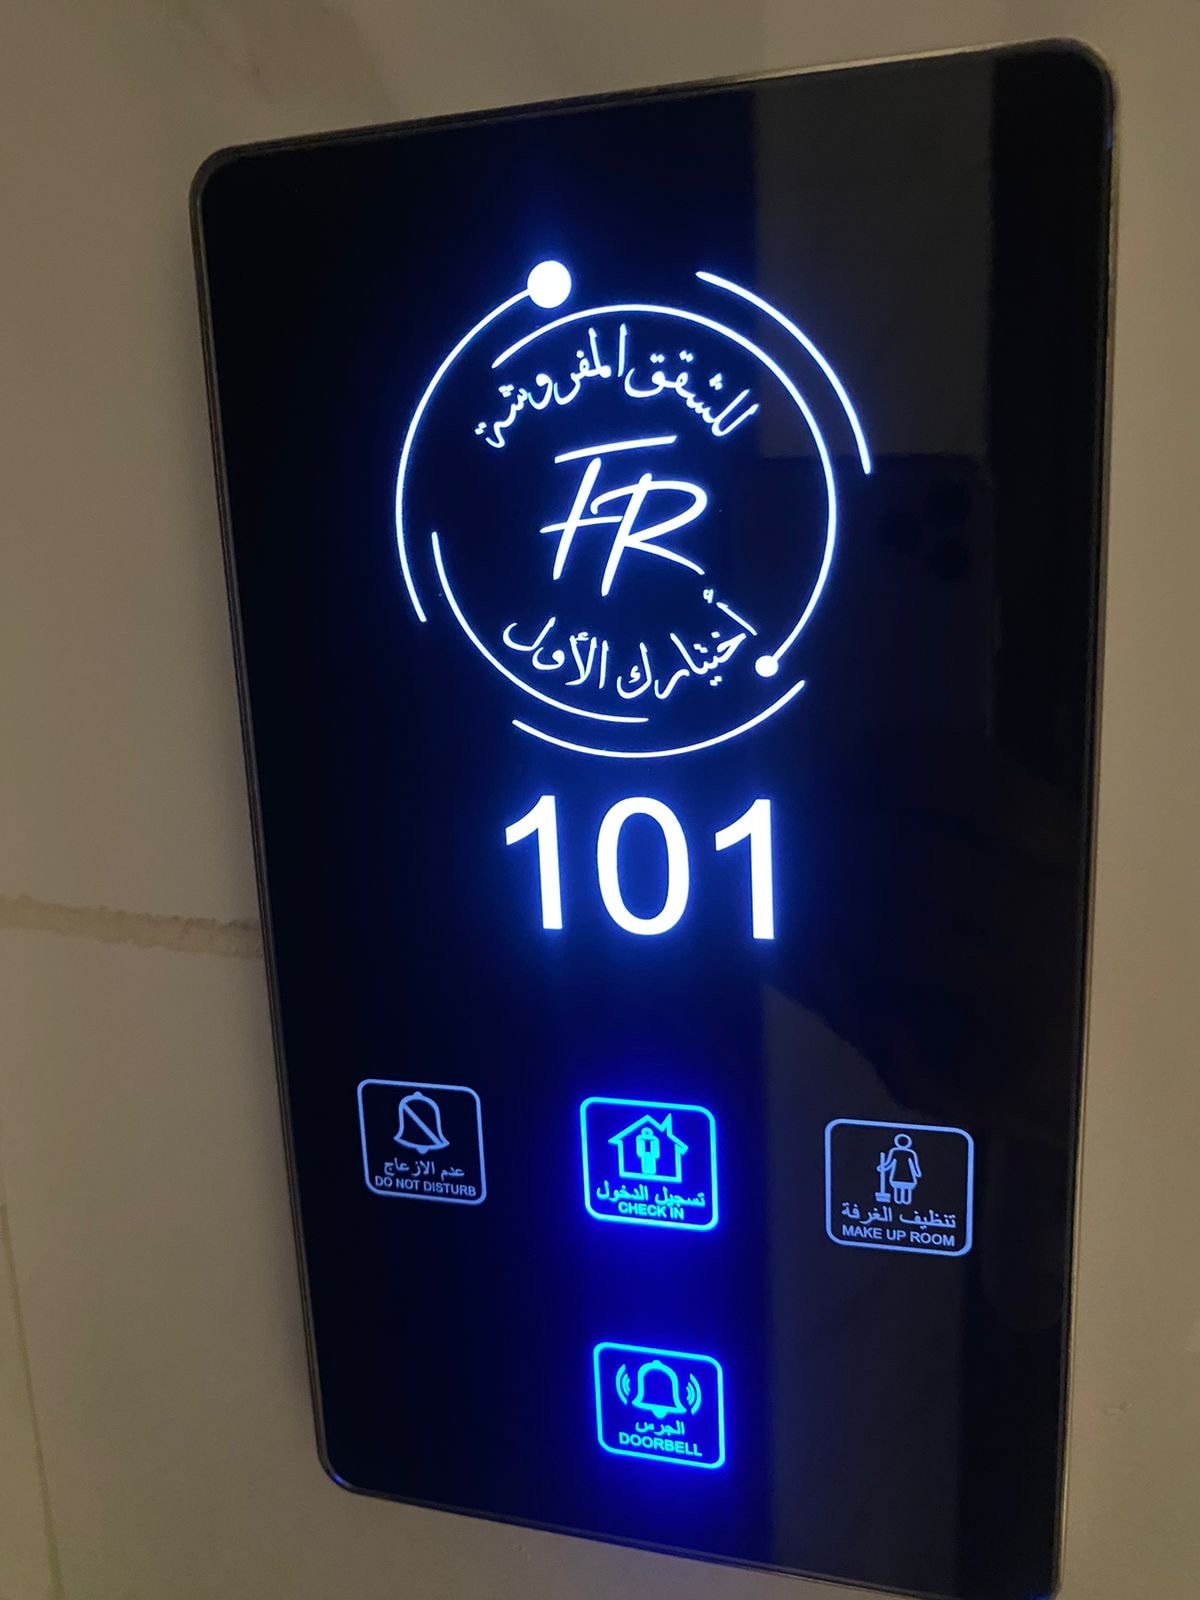 للشقق المفروشة
FR
أختيارك الأول
101
عدم الازعاج
DO NOT DISTURB
تسجيل الدخول
CHECK IN
تنظيف الغرفة
MAKE UP ROOM
الجرس
DOORBELL